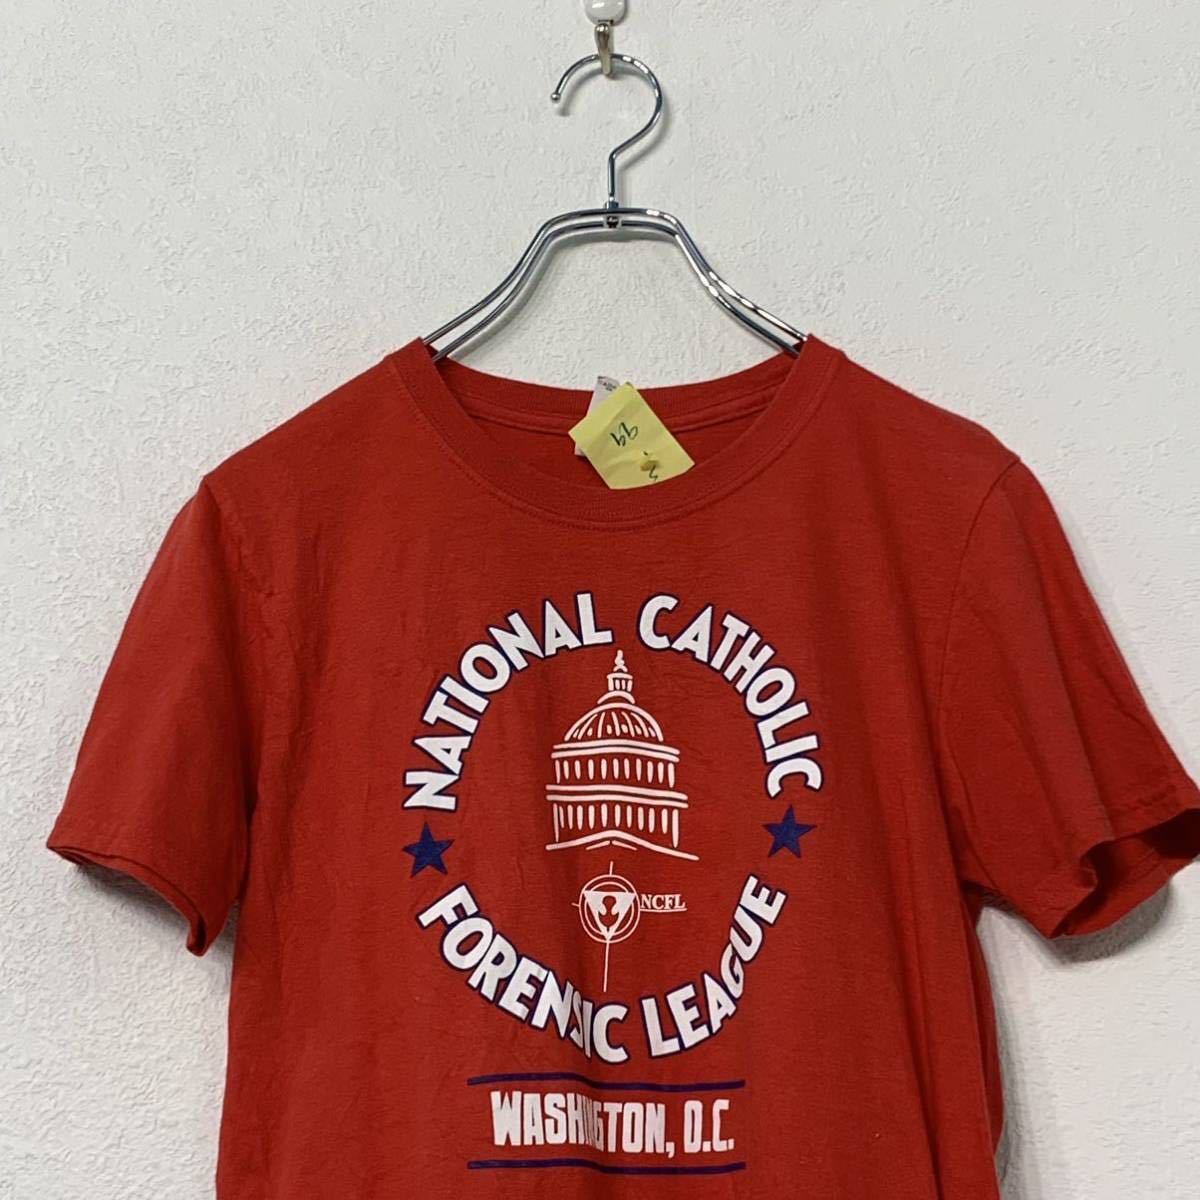 NATIONAL CATHOLIC
NCFL
FORENSIC LEAGUE
WASHINGTON, D.C.